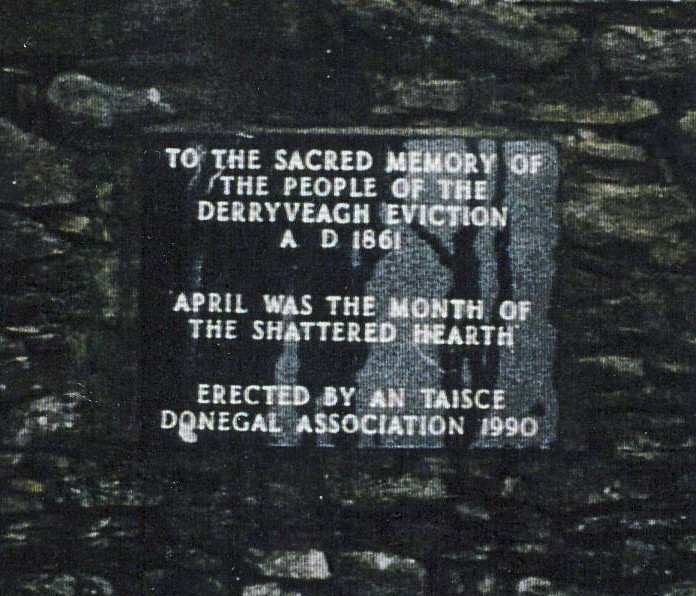 TO THE SACRED MEMORY OF
THE PEOPLE OF THE
DERRYVEAGH EVICTION
A D 1861
"APRIL WAS THE MONTH OF
THE SHATTERED HEARTH"
ERECTED BY AN TAISCE
DONEGAL ASSOCIATION 1990